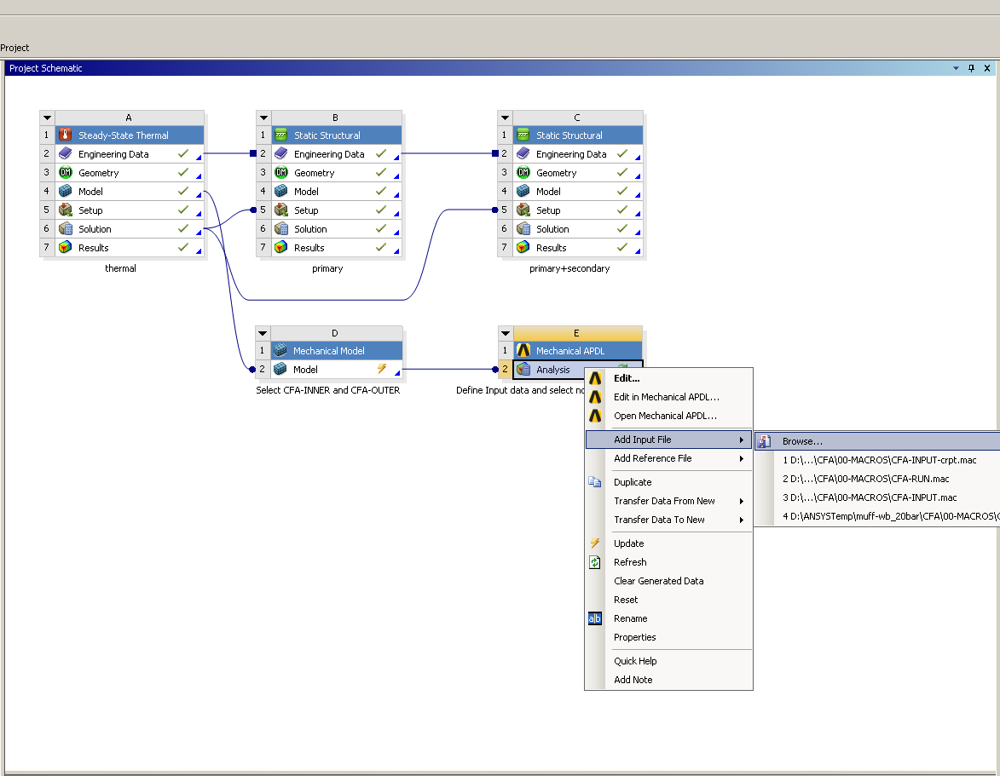 Project
Project Schematic
A
1 Steady-State Thermal
2 Engineering Data
3 DM Geometry
4 Model
5 Setup
6 Solution
7 Results
thermal
B
1 Static Structural
2 Engineering Data
3 DM Geometry
4 Model
5 Setup
6 Solution
7 Results
primary
C
1 Static Structural
2 Engineering Data
3 DM Geometry
4 Model
5 Setup
6 Solution
7 Results
primary+secondary
D
1 Mechanical Model
2 Model
Select CFA-INNER and CFA-OUTER
E
1 Mechanical APDL
2 Analysis
Define Input data and select
Edit...
Edit in Mechanical APDL...
Open Mechanical APDL...
Add Input File
Add Reference File
Duplicate
Transfer Data From New
Transfer Data To New
Update
Refresh
Clear Generated Data
Reset
a|b Rename
Properties
Quick Help
Add Note
Browse...
1 D:\...\CFA\00-MACROS\CFA-INPUT-crpt.mac
2 D:\...\CFA\00-MACROS\CFA-RUN.mac
3 D:\...\CFA\00-MACROS\CFA-INPUT.mac
4 D:\ANSYSTemp\muff-wb_20bar\CFA\00-MACROS\